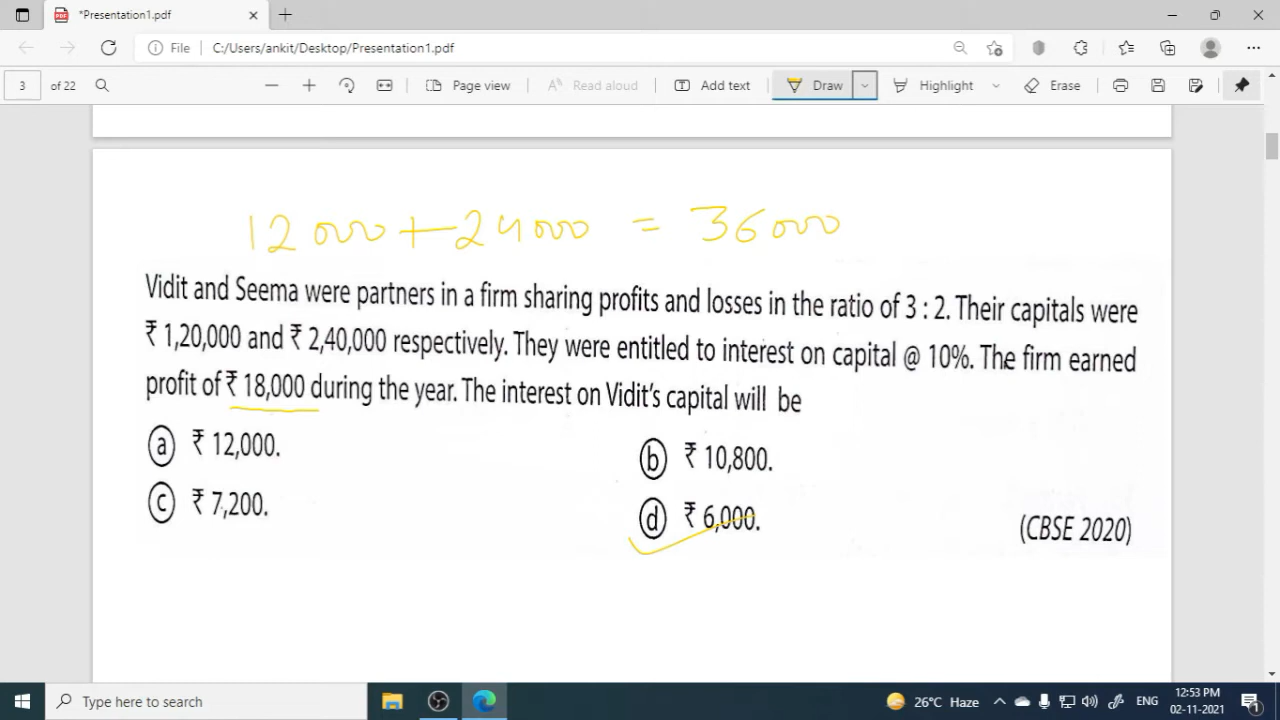 *Presentation1.pdf
File C:/Users/ankit/Desktop/Presentation1.pdf
3 of 22 Page view Read aloud Add text Draw Highlight Erase
12000 + 24000 = 36000
Vidit and Seema were partners in a firm sharing profits and losses in the ratio of 3 : 2. Their capitals were
₹ 1,20,000 and ₹ 2,40,000 respectively. They were entitled to interest on capital @ 10%. The firm earned
profit of ₹ 18,000 during the year. The interest on Vidit's capital will be
a ₹ 12,000. b ₹ 10,800.
c ₹ 7,200. d ₹ 6,000.
(CBSE 2020)
Type here to search 26°C Haze ENG 12:53 PM
02-11-2021 1